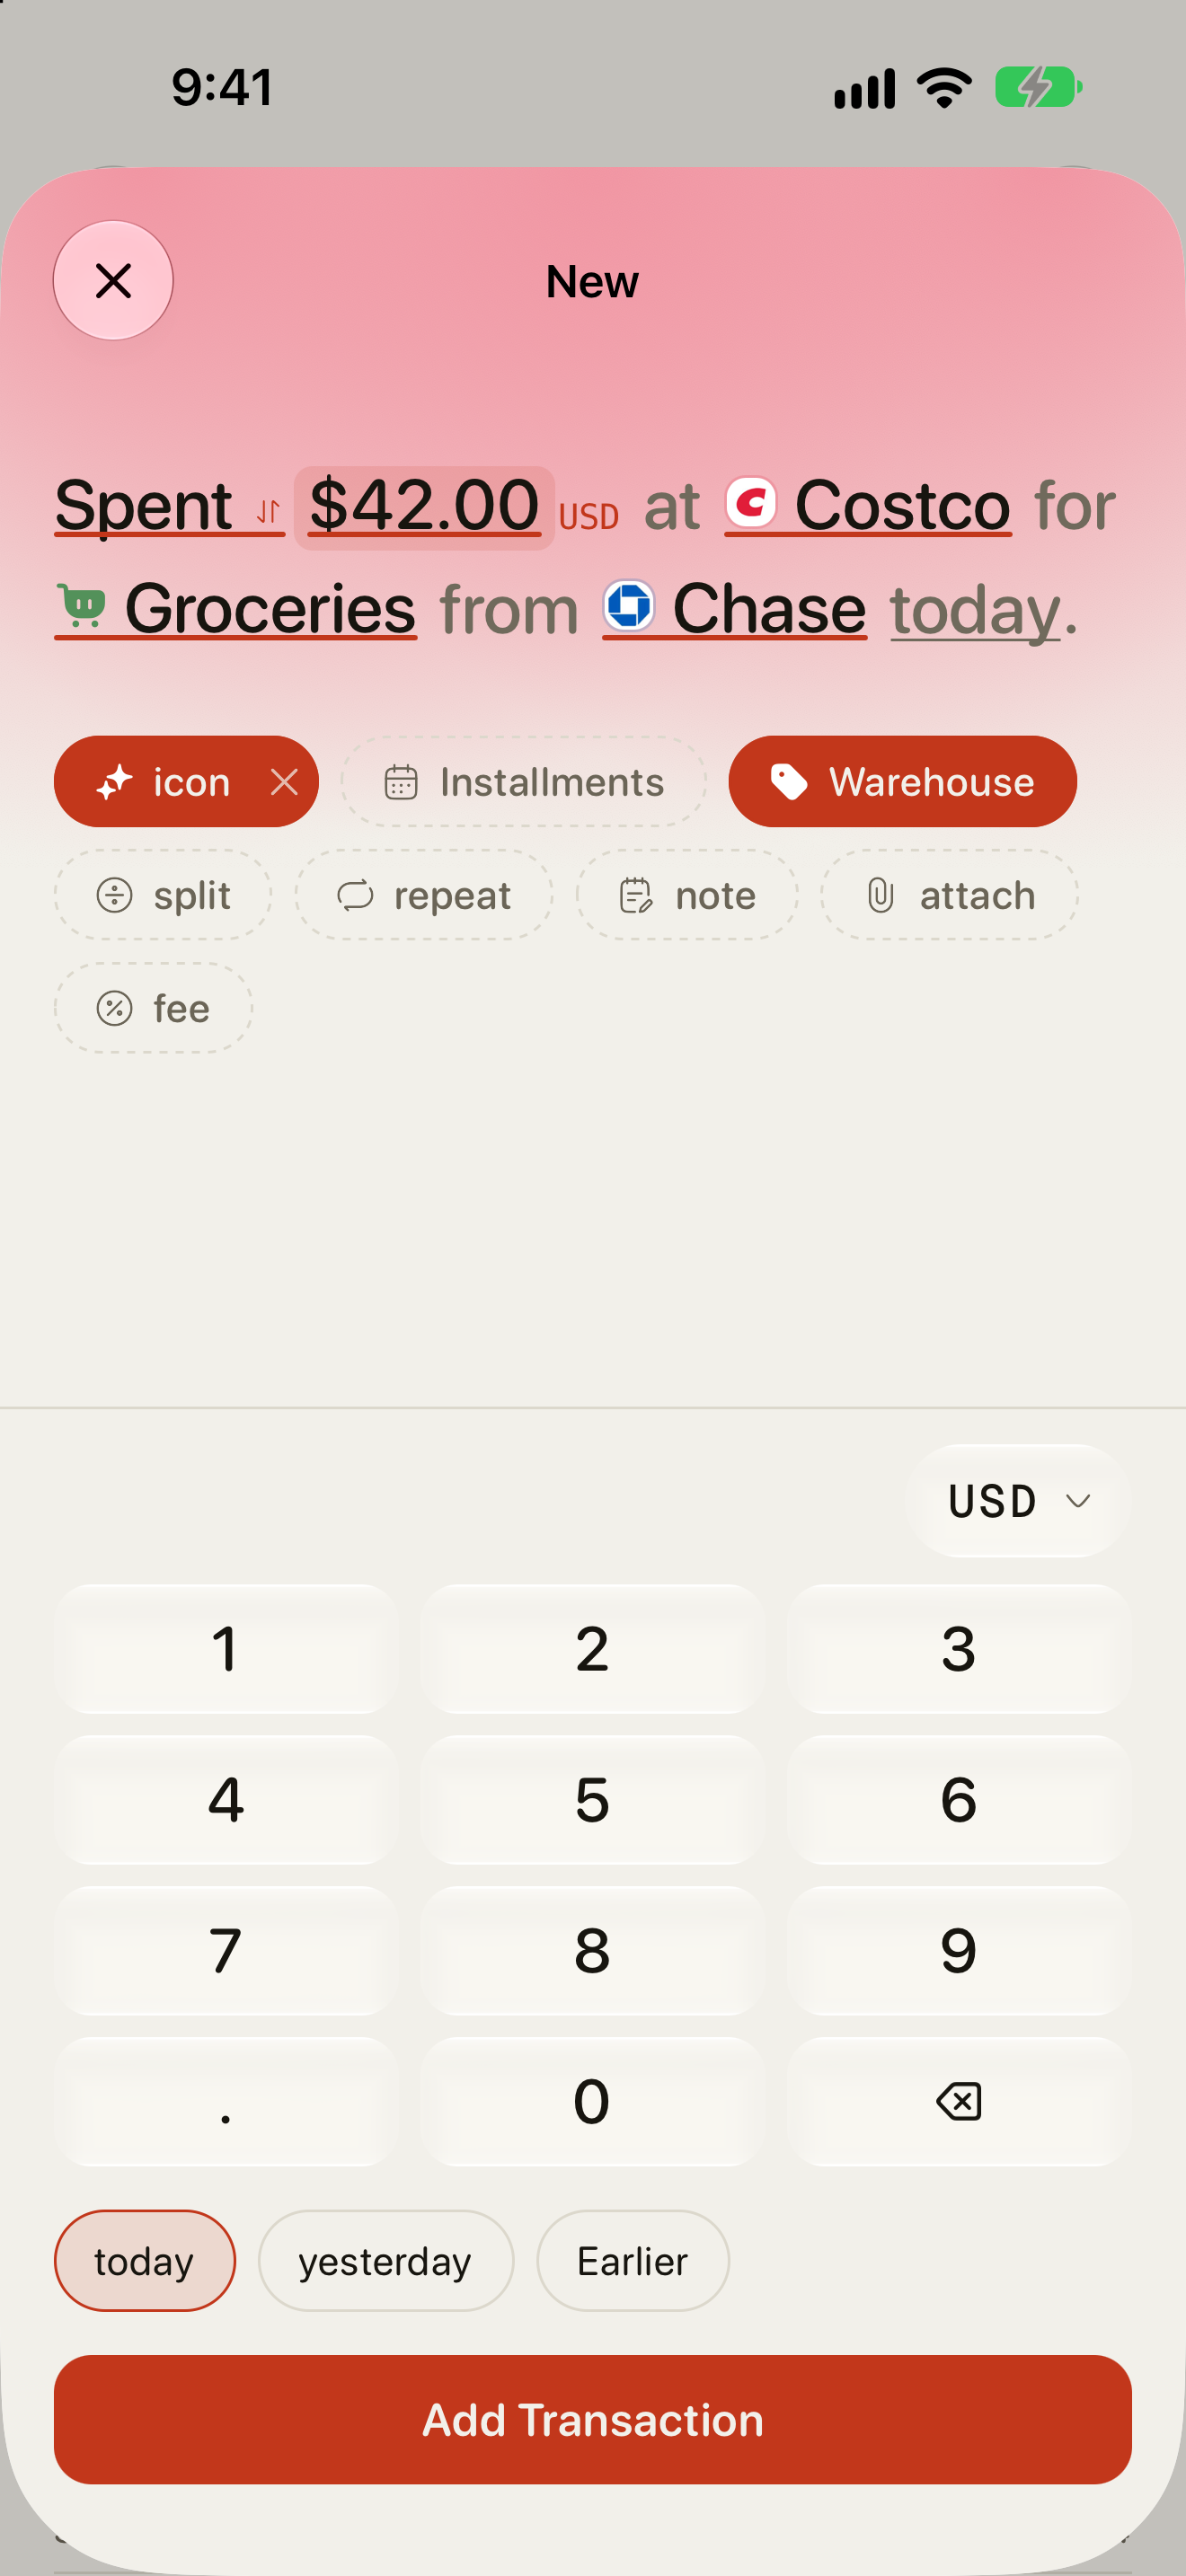 9:41
New
Spent $42.00 USD at Costco for
Groceries from Chase today.
icon Installments Warehouse
split repeat note attach
fee
USD
1 2 3
4 5 6
7 8 9
. 0
today yesterday Earlier
Add Transaction